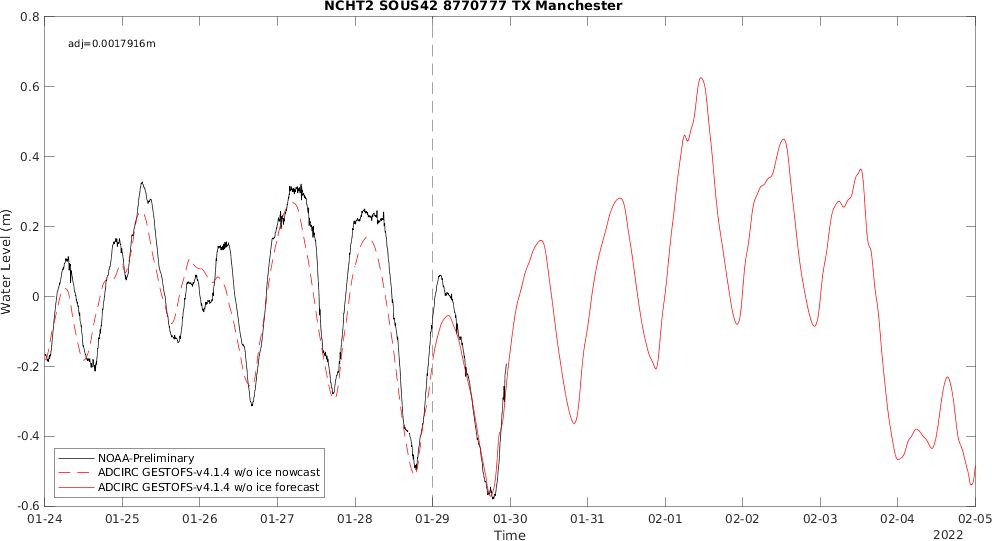 NCHT2 SOUS42 8770777 TX Manchester
adj=0.0017916m
Water Level (m)
0.8
0.6
0.4
0.2
0
-0.2
-0.4
-0.6
NOAA-Preliminary
ADCIRC GESTOFS-v4.1.4 w/o ice nowcast
ADCIRC GESTOFS-v4.1.4 w/o ice forecast
01-24 01-25 01-26 01-27 01-28 01-29 01-30 01-31 02-01 02-02 02-03 02-04 02-05
Time
2022